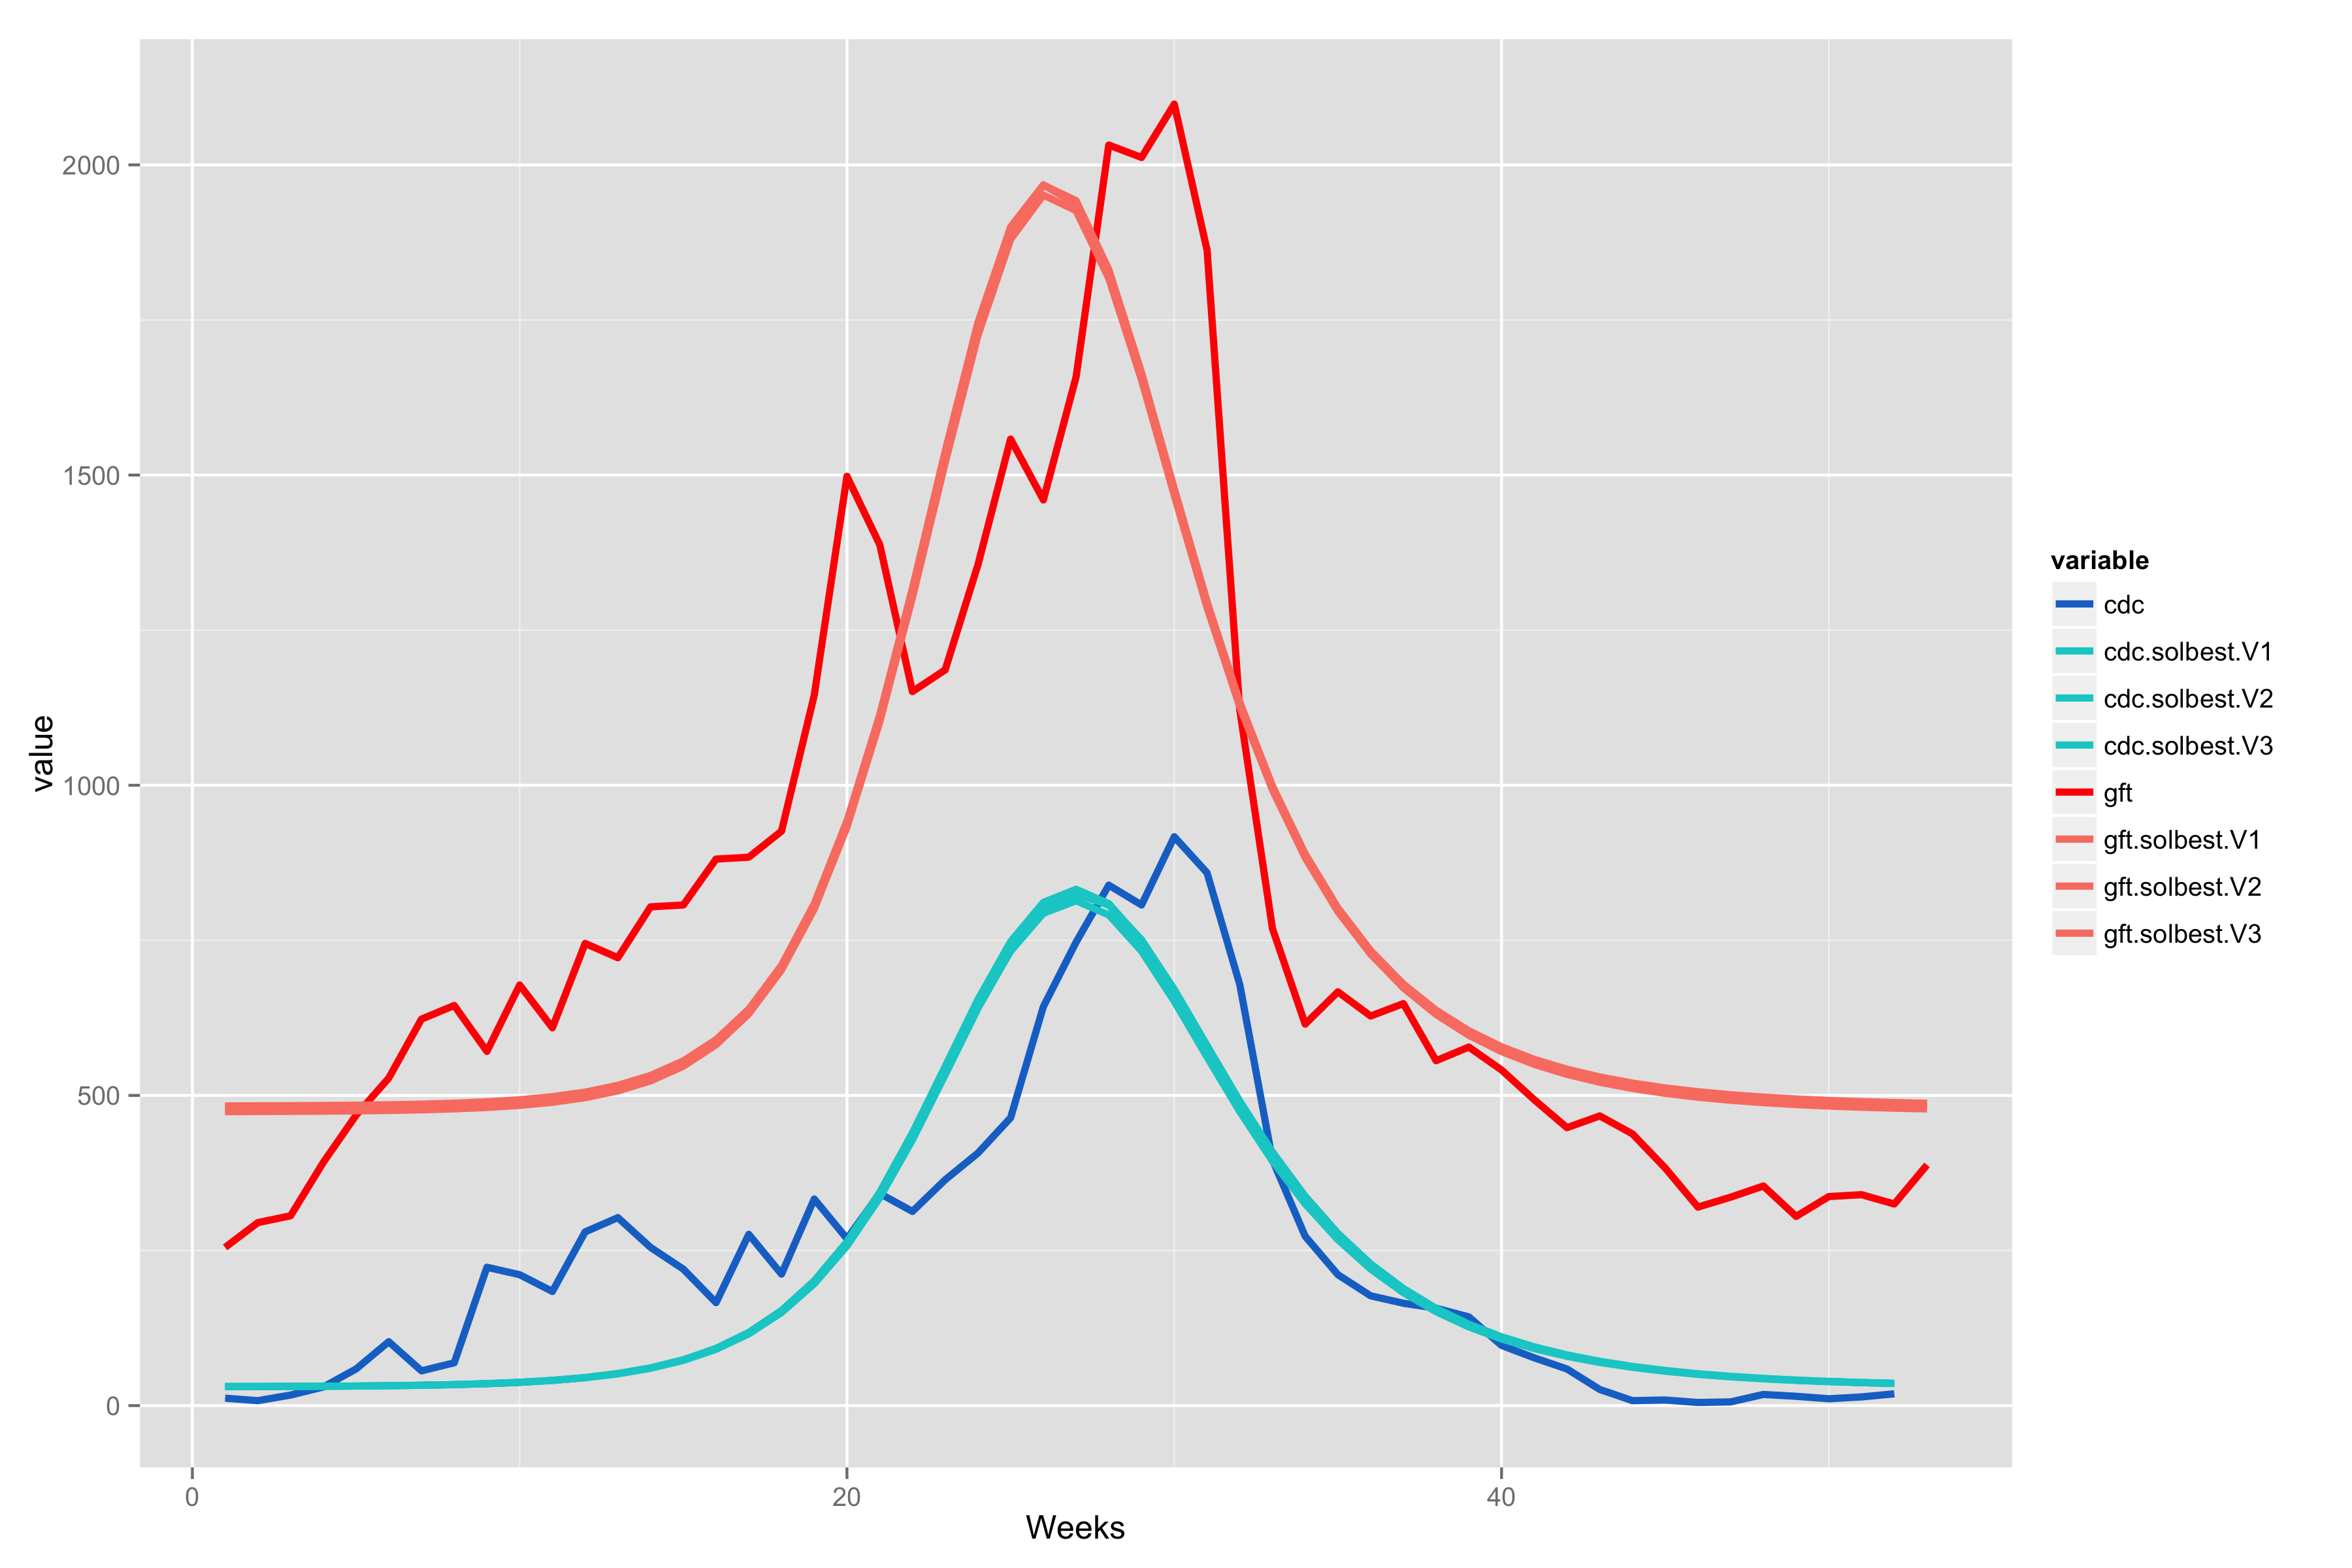 2000
1500
1000
500
0
value
0
20
40
Weeks
variable
cdc
cdc.solbest.V1
cdc.solbest.V2
cdc.solbest.V3
gft
gft.solbest.V1
gft.solbest.V2
gft.solbest.V3